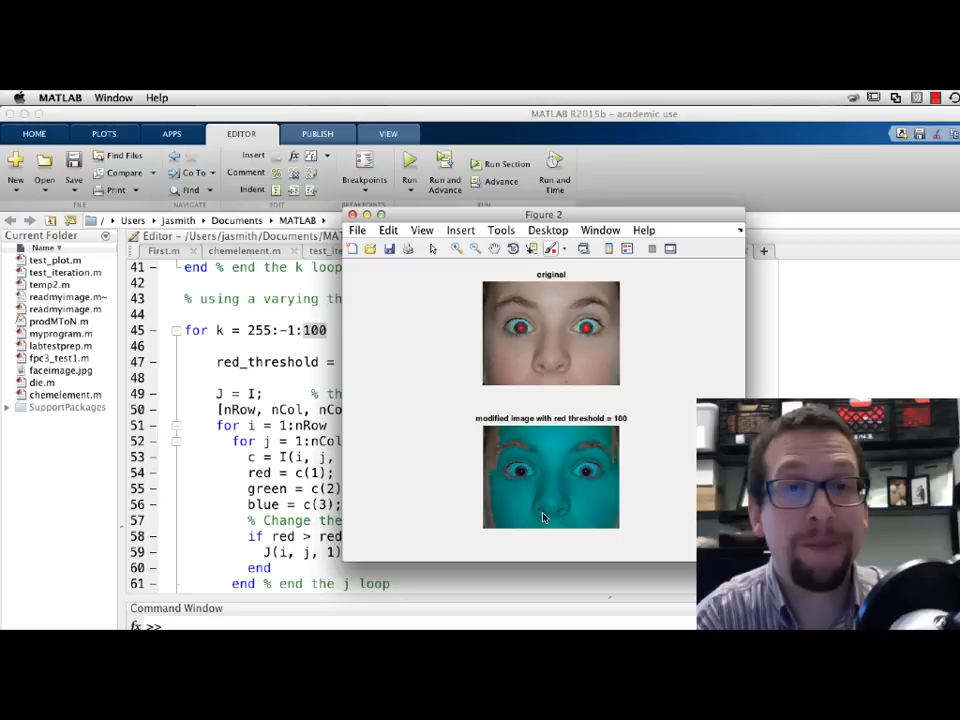 MATLAB Window Help
MATLAB R2015b – academic use
HOME PLOTS APPS EDITOR PUBLISH VIEW
New Open Save Find Files Compare Print
Go To Find
Insert fx
Comment
Indent
Breakpoints
Run Run and Advance Run Section Advance Run and Time
FILE NAVIGATE EDIT BREAKPOINTS RUN
/ Users jasmith Documents MATLAB
Current Folder
Name
test_plot.m
test_iteration.m
temp2.m
readmyimage.m~
readmyimage.m
prodMToN.m
myprogram.m
labtestprep.m
fpc3_test1.m
faceimage.jpg
die.m
chemelement.m
SupportPackages
Editor – /Users/jasmith/Documents/MA
First.m chemelement.m
41 – end % end the k loop
42
43 % using a varying th
44
45 – for k = 255:-1:100
46
47 – red_threshold =
48
49 – J = I; % th
50 – [nRow, nCol, nCo
51 – for i = 1:nRow
52 – for j = 1:nCol
53 – c = I(i, j,
54 – red = c(1);
55 – green = c(2)
56 – blue = c(3);
57 % Change the
58 – if red > red
59 – J(i, j, 1)
60 – end
61 – end % end the j loop
Command Window
fx >>
Figure 2
File Edit View Insert Tools Desktop Window Help
original
modified image with red threshold = 100